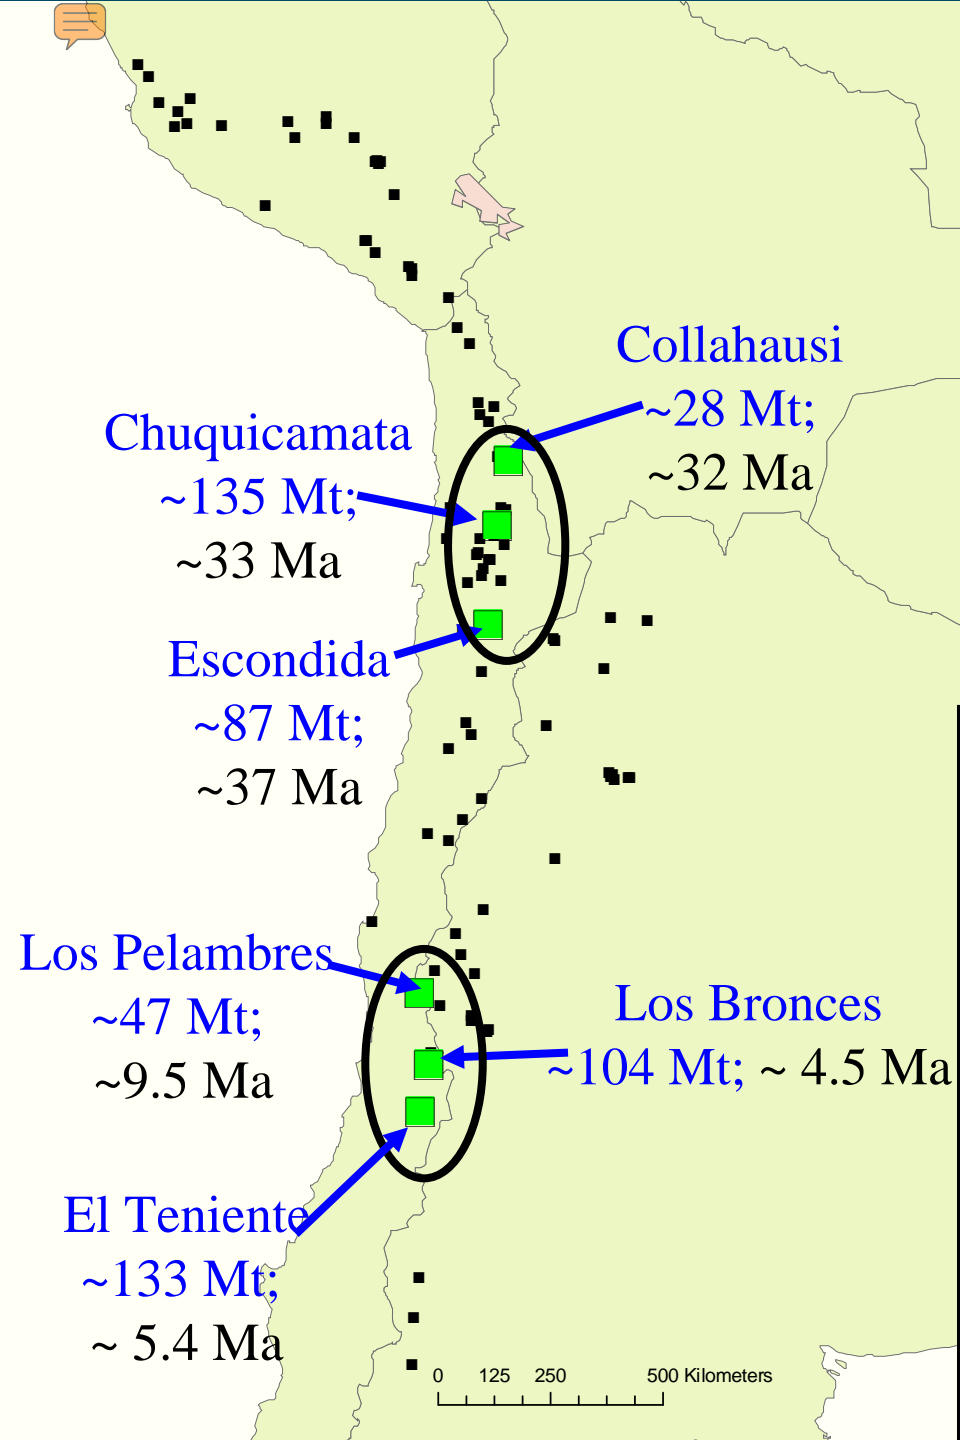 Collahausi
~28 Mt;
~32 Ma
Chuquicamata
~135 Mt;
~33 Ma
Escondida
~87 Mt;
~37 Ma
Los Pelambres
~47 Mt;
~9.5 Ma
Los Bronces
~104 Mt; ~ 4.5 Ma
El Teniente
~133 Mt;
~ 5.4 Ma
0 125 250 500 Kilometers